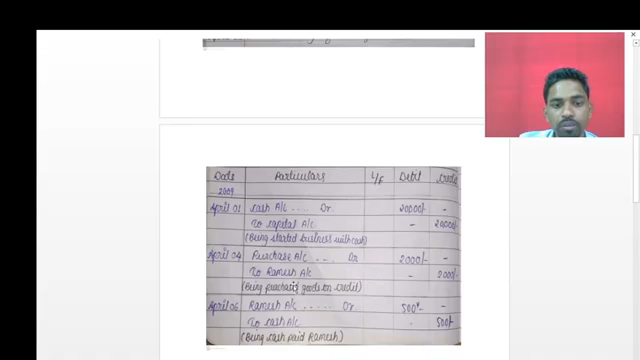 Date Particulars L/F Debit Credit
2009
April 01 Cash A/c .... Dr 20000/- -
To Capital A/c - 20000/-
(Being started business with cash)
April 04 Purchase A/c ... Dr 2000/- -
To Ramesh A/c - 2000/-
(Being purchase goods on credit)
April 06 Ramesh A/c ..... Dr 500/- -
To Cash A/c - 500/-
(Being cash paid Ramesh)